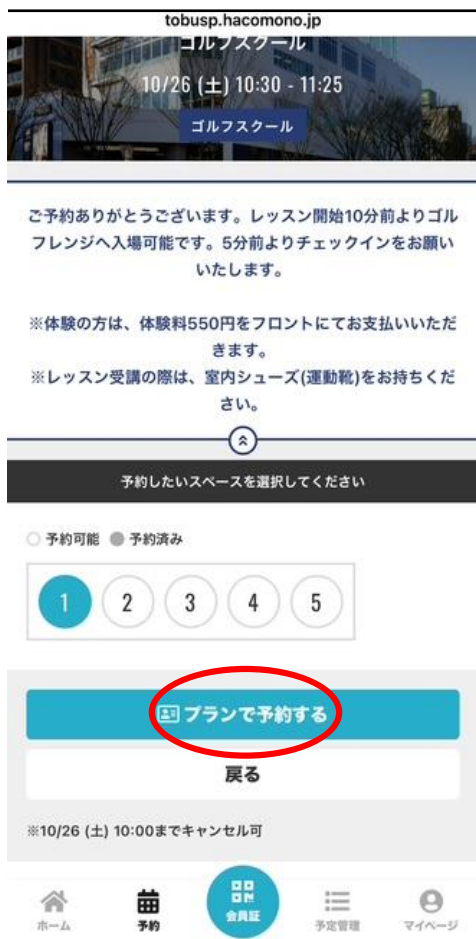 tobusp.hacomono.jp
ゴルフスクール
10/26 (土) 10:30 - 11:25
ゴルフスクール
ご予約ありがとうございます。レッスン開始10分前よりゴル
フレンジへ入場可能です。5分前よりチェックインをお願い
いたします。
※体験の方は、体験料550円をフロントにてお支払いいただ
きます。
※レッスン受講の際は、室内シューズ(運動靴)をお持ちくだ
さい。
予約したいスペースを選択してください
予約可能 予約済み
1 2 3 4 5
プランで予約する
戻る
※10/26 (土) 10:00までキャンセル可
ホーム 予約 会員証 予定管理 マイページ